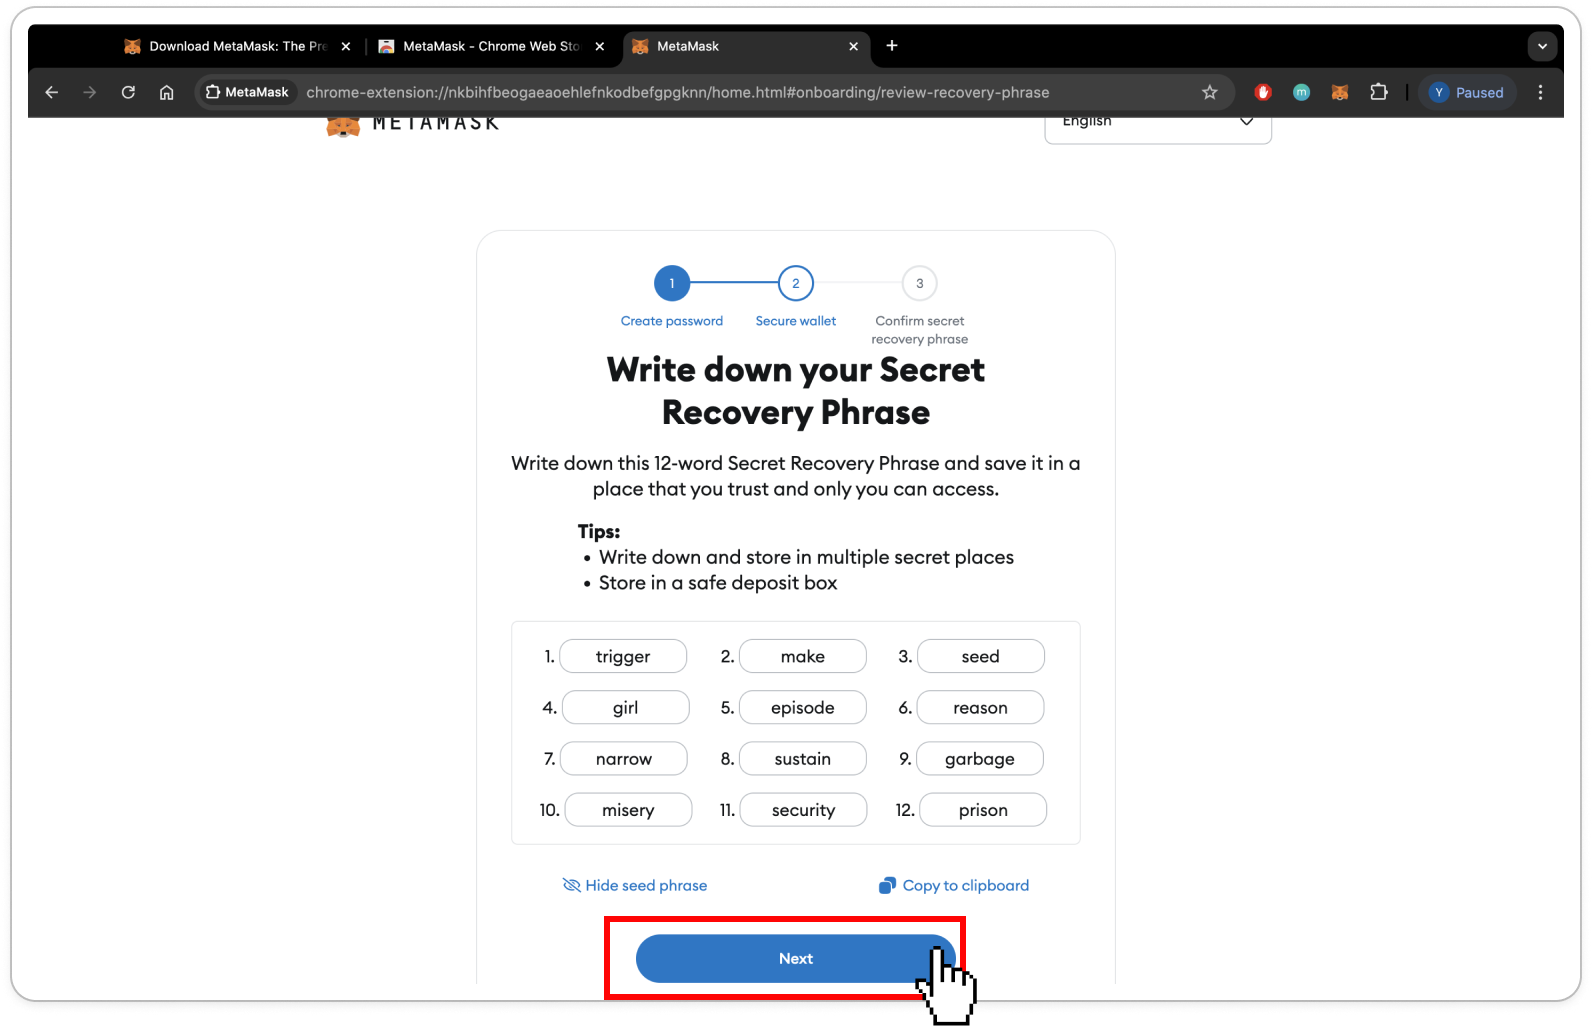 Download MetaMask: The Pre
MetaMask - Chrome Web Sto
MetaMask
MetaMask
chrome-extension://nkbihfbeogaeaoehlefnkodbefgpgknn/home.html#onboarding/review-recovery-phrase
m
Y Paused
METAMASK
English
1
2
3
Create password
Secure wallet
Confirm secret
recovery phrase
Write down your Secret
Recovery Phrase
Write down this 12-word Secret Recovery Phrase and save it in a
place that you trust and only you can access.
Tips:
• Write down and store in multiple secret places
• Store in a safe deposit box
1. trigger 2. make 3. seed
4. girl 5. episode 6. reason
7. narrow 8. sustain 9. garbage
10. misery 11. security 12. prison
Hide seed phrase
Copy to clipboard
Next